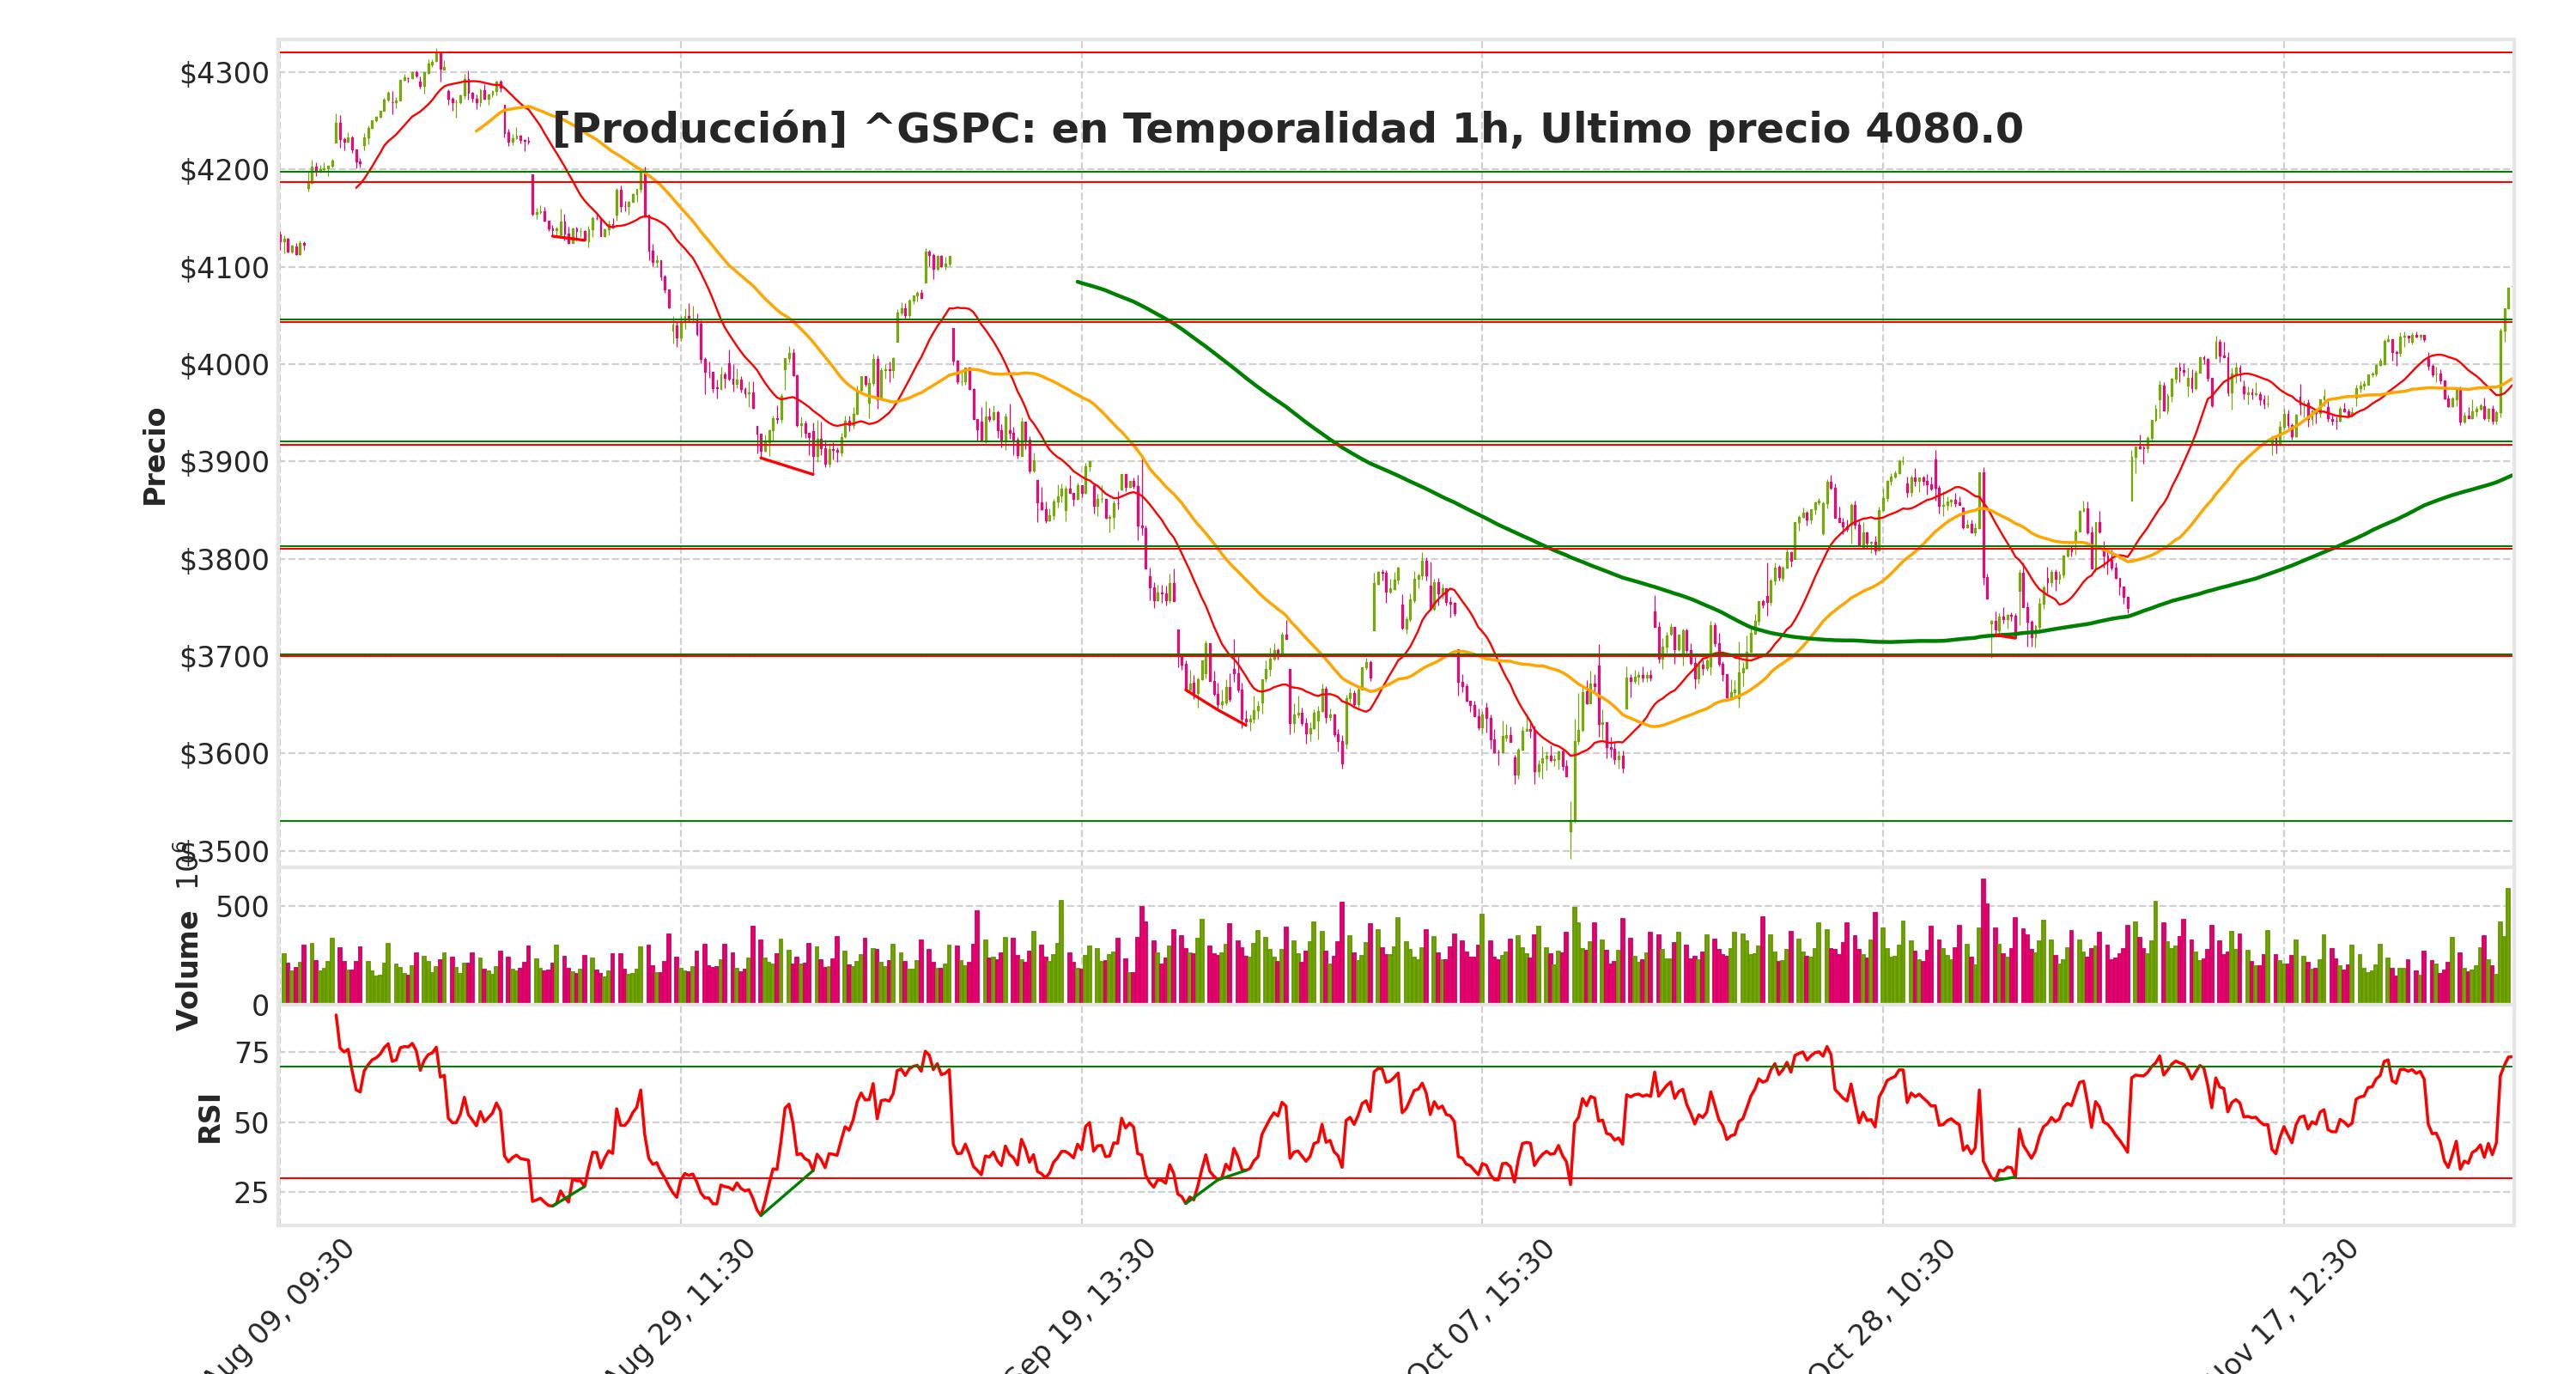 [Producción] ^GSPC: en Temporalidad 1h, Ultimo precio 4080.0
$4300
$4200
$4100
$4000
$3900
$3800
$3700
$3600
$3500
Precio
500
0
Volume 10⁶
75
50
25
RSI
Aug 09, 09:30
Aug 29, 11:30
Sep 19, 13:30
Oct 07, 15:30
Oct 28, 10:30
Nov 17, 12:30